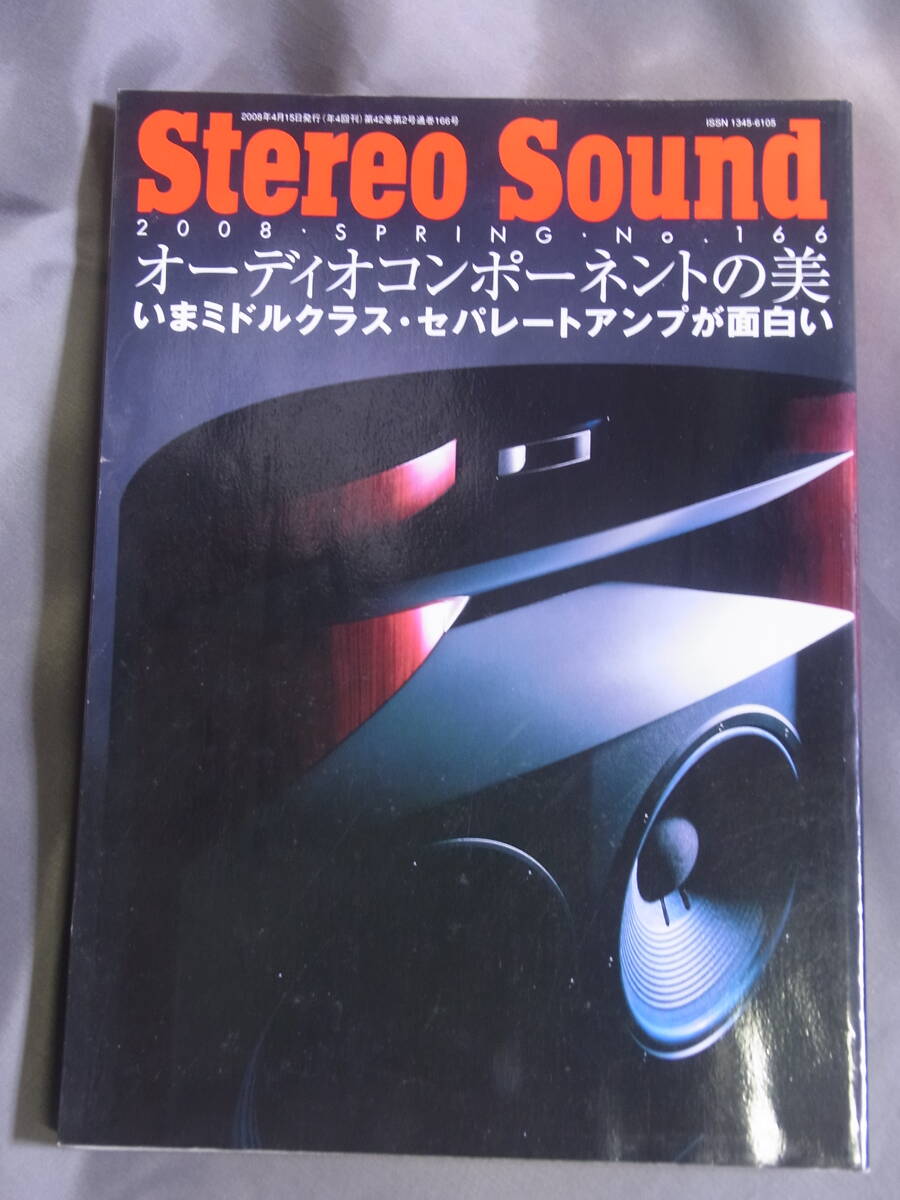 2008年4月15日発行(年4回刊)第42巻第2号通巻166号
ISSN 1345-6105
Stereo Sound
2008・SPRING・No.166
オーディオコンポーネントの美
いまミドルクラス・セパレートアンプが面白い